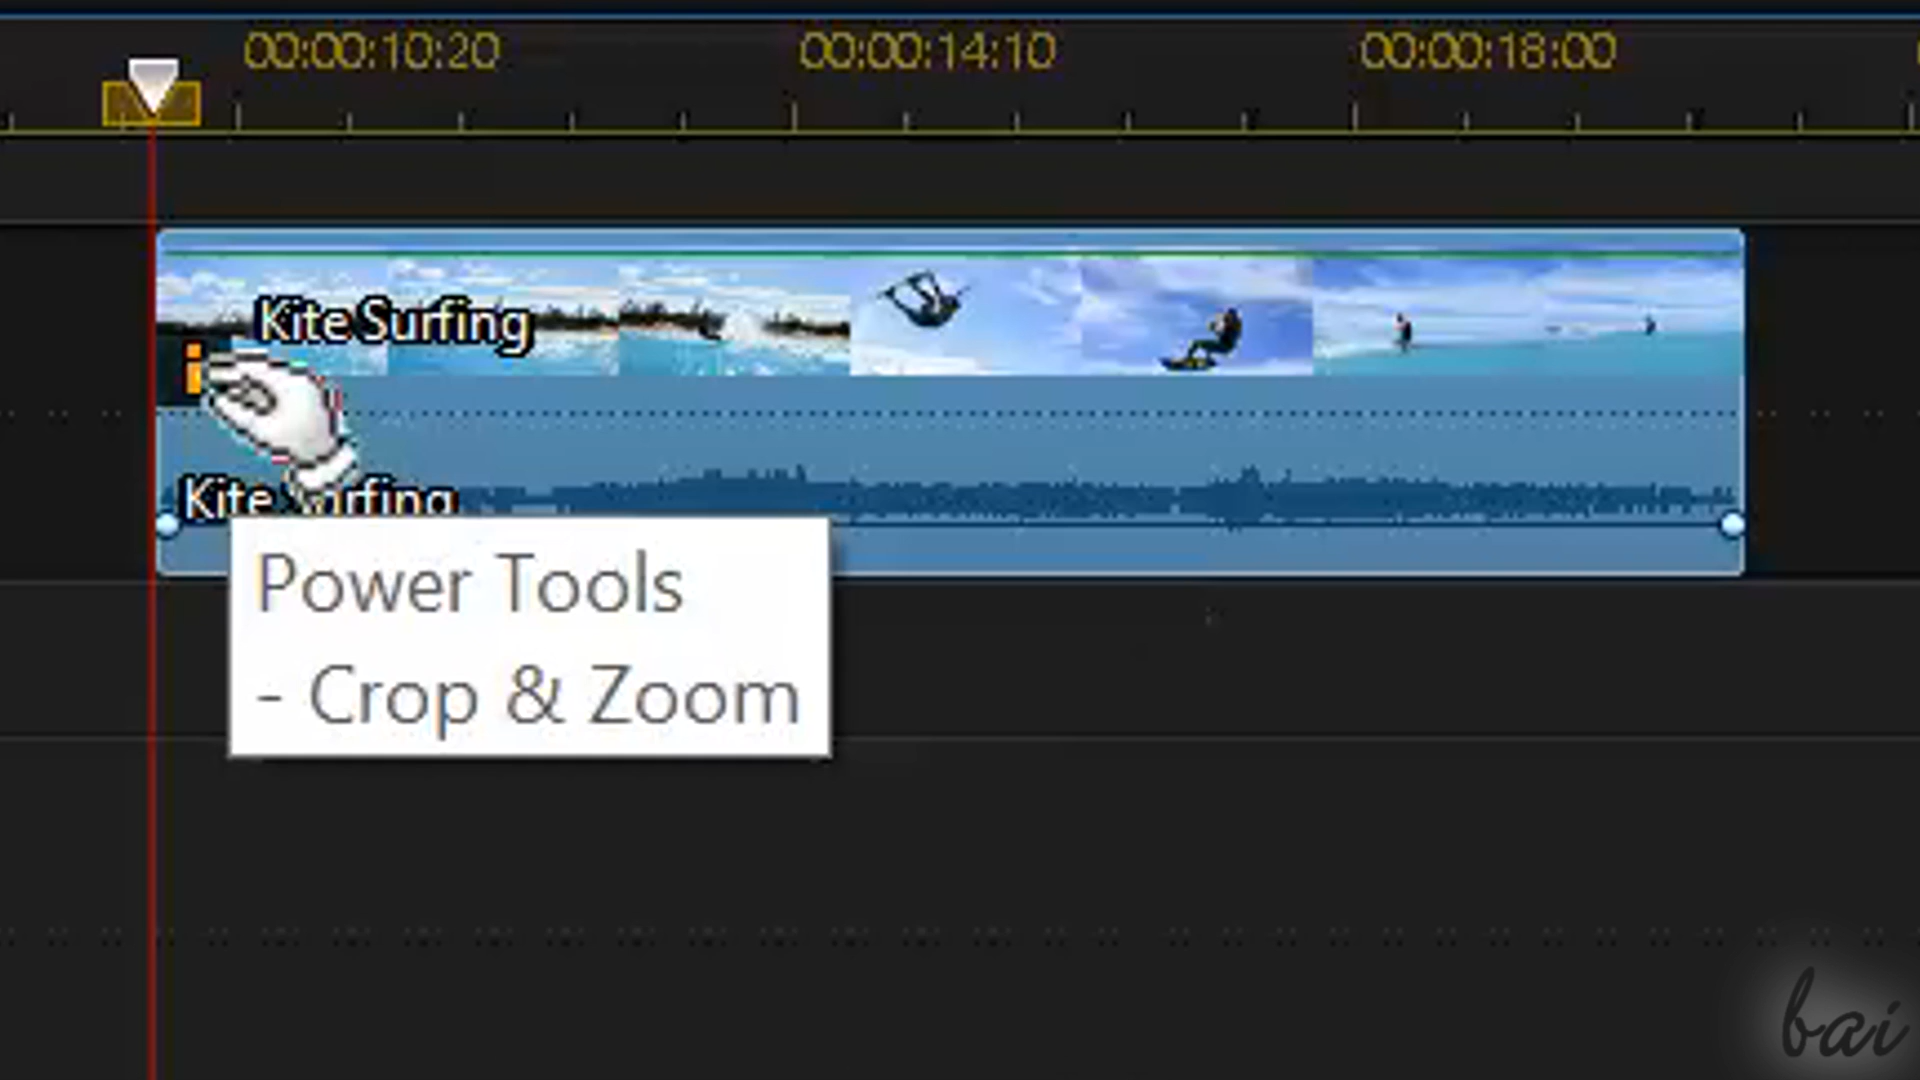 00:00:10:20 00:00:14:10 00:00:18:00
Kite Surfing
i
Kite Surfing
Power Tools
- Crop & Zoom
bai